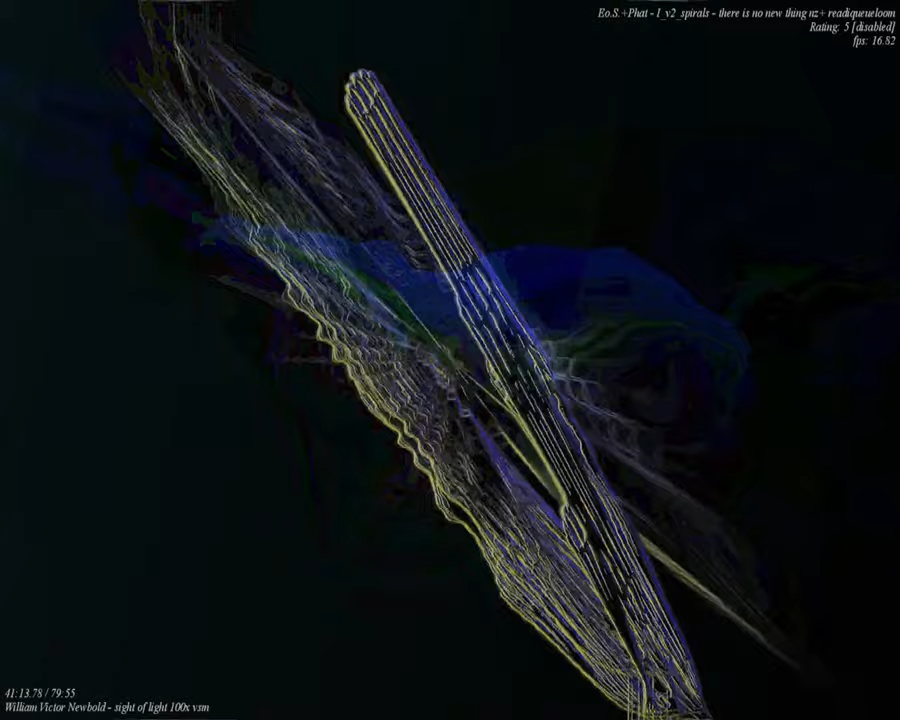 Eo.S.+Phat - 1_v2_spirals - there is no new thing nz+ readiqueueloom
Rating: 5 [disabled]
fps: 16.82
41:13.78 / 79:55
William Victor Newbold - sight of light 100x vsm